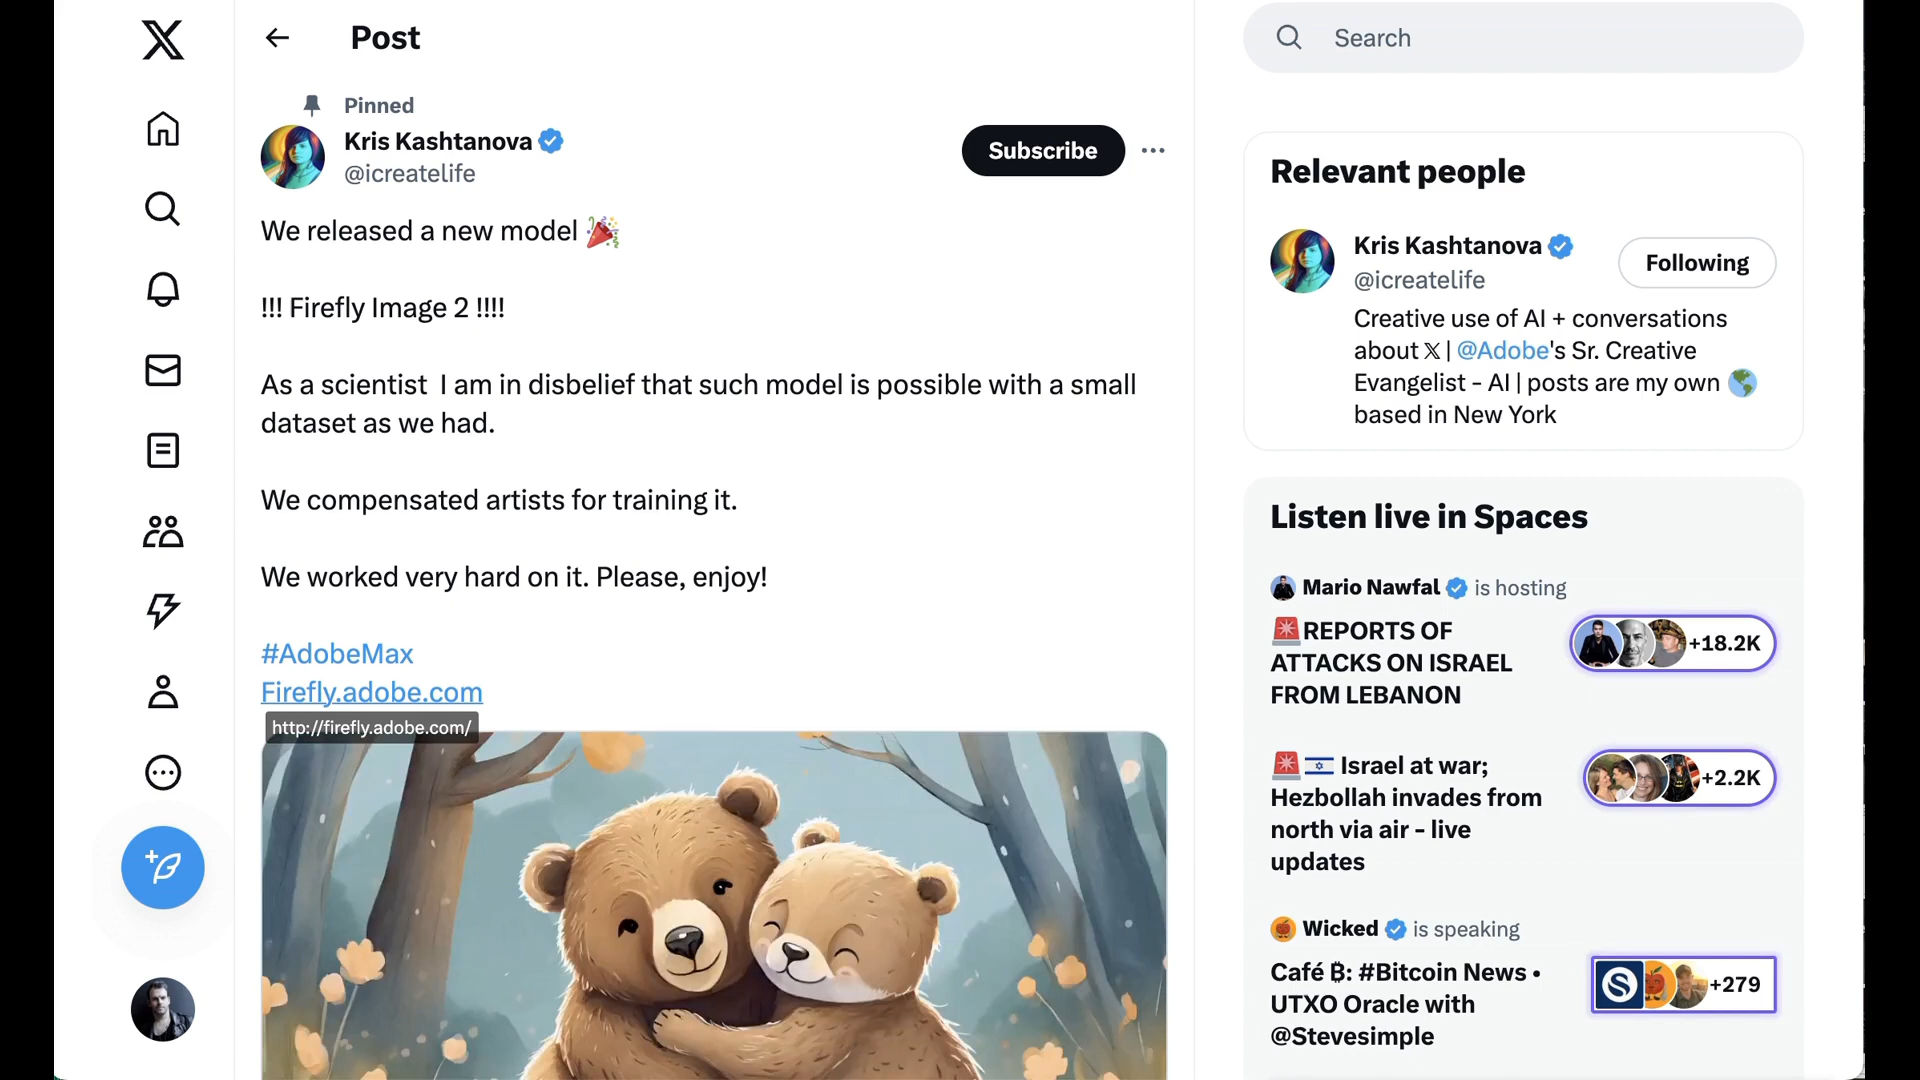 Post
Pinned
Kris Kashtanova
@icreatelife
Subscribe
We released a new model
!!! Firefly Image 2 !!!!
As a scientist I am in disbelief that such model is possible with a small
dataset as we had.
We compensated artists for training it.
We worked very hard on it. Please, enjoy!
#AdobeMax
Firefly.adobe.com
http://firefly.adobe.com/
Search
Relevant people
Kris Kashtanova
@icreatelife
Following
Creative use of AI + conversations
about 𝕏 | @Adobe's Sr. Creative
Evangelist - AI | posts are my own
based in New York
Listen live in Spaces
Mario Nawfal is hosting
REPORTS OF
ATTACKS ON ISRAEL
FROM LEBANON
+18.2K
Israel at war;
Hezbollah invades from
north via air - live
updates
+2.2K
Wicked is speaking
Café ₿: #Bitcoin News •
UTXO Oracle with
@Stevesimple
+279